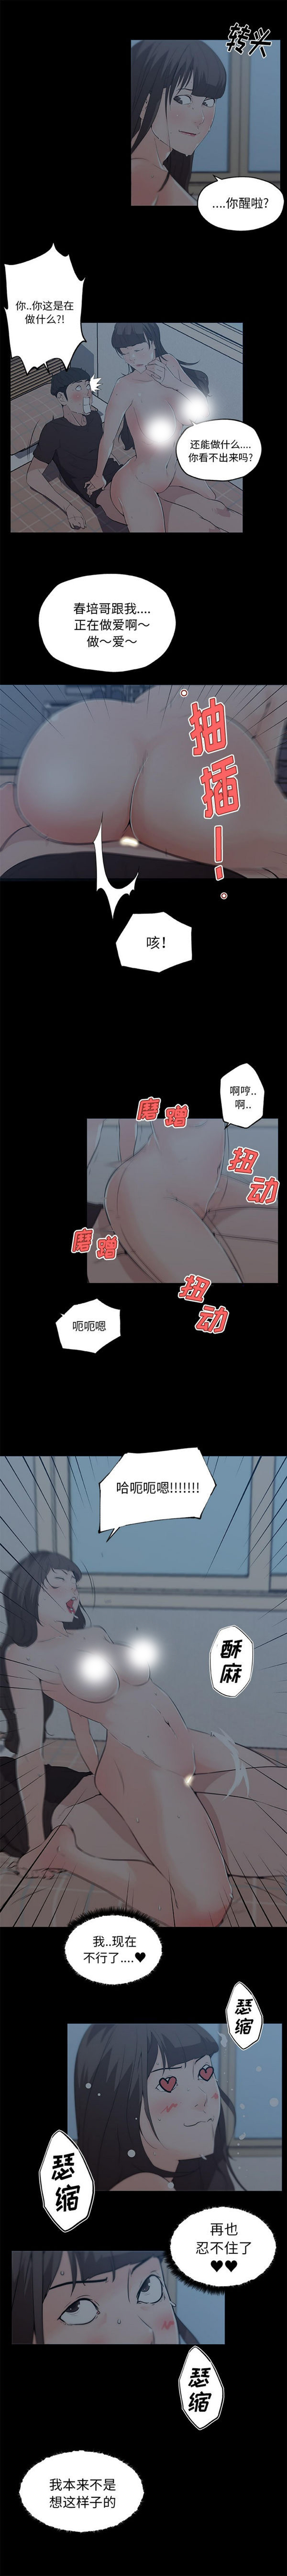 转兴
....你醒啦?
你..你这是在
做什么?!
还能做什么....
你看不出来吗?
春培哥跟我....
正在做爱啊～
做～爱～
抽
插
—!
咳!
啊哼..
啊..
磨蹭
扭
动
磨蹭
扭
动
呃呃嗯
哈呃呃嗯!!!!!!!
酥
麻
我..现在
不行了....♥
瑟
缩
瑟
缩
再也
忍不住了
♥♥
瑟
缩
我本来不是
想这样子的